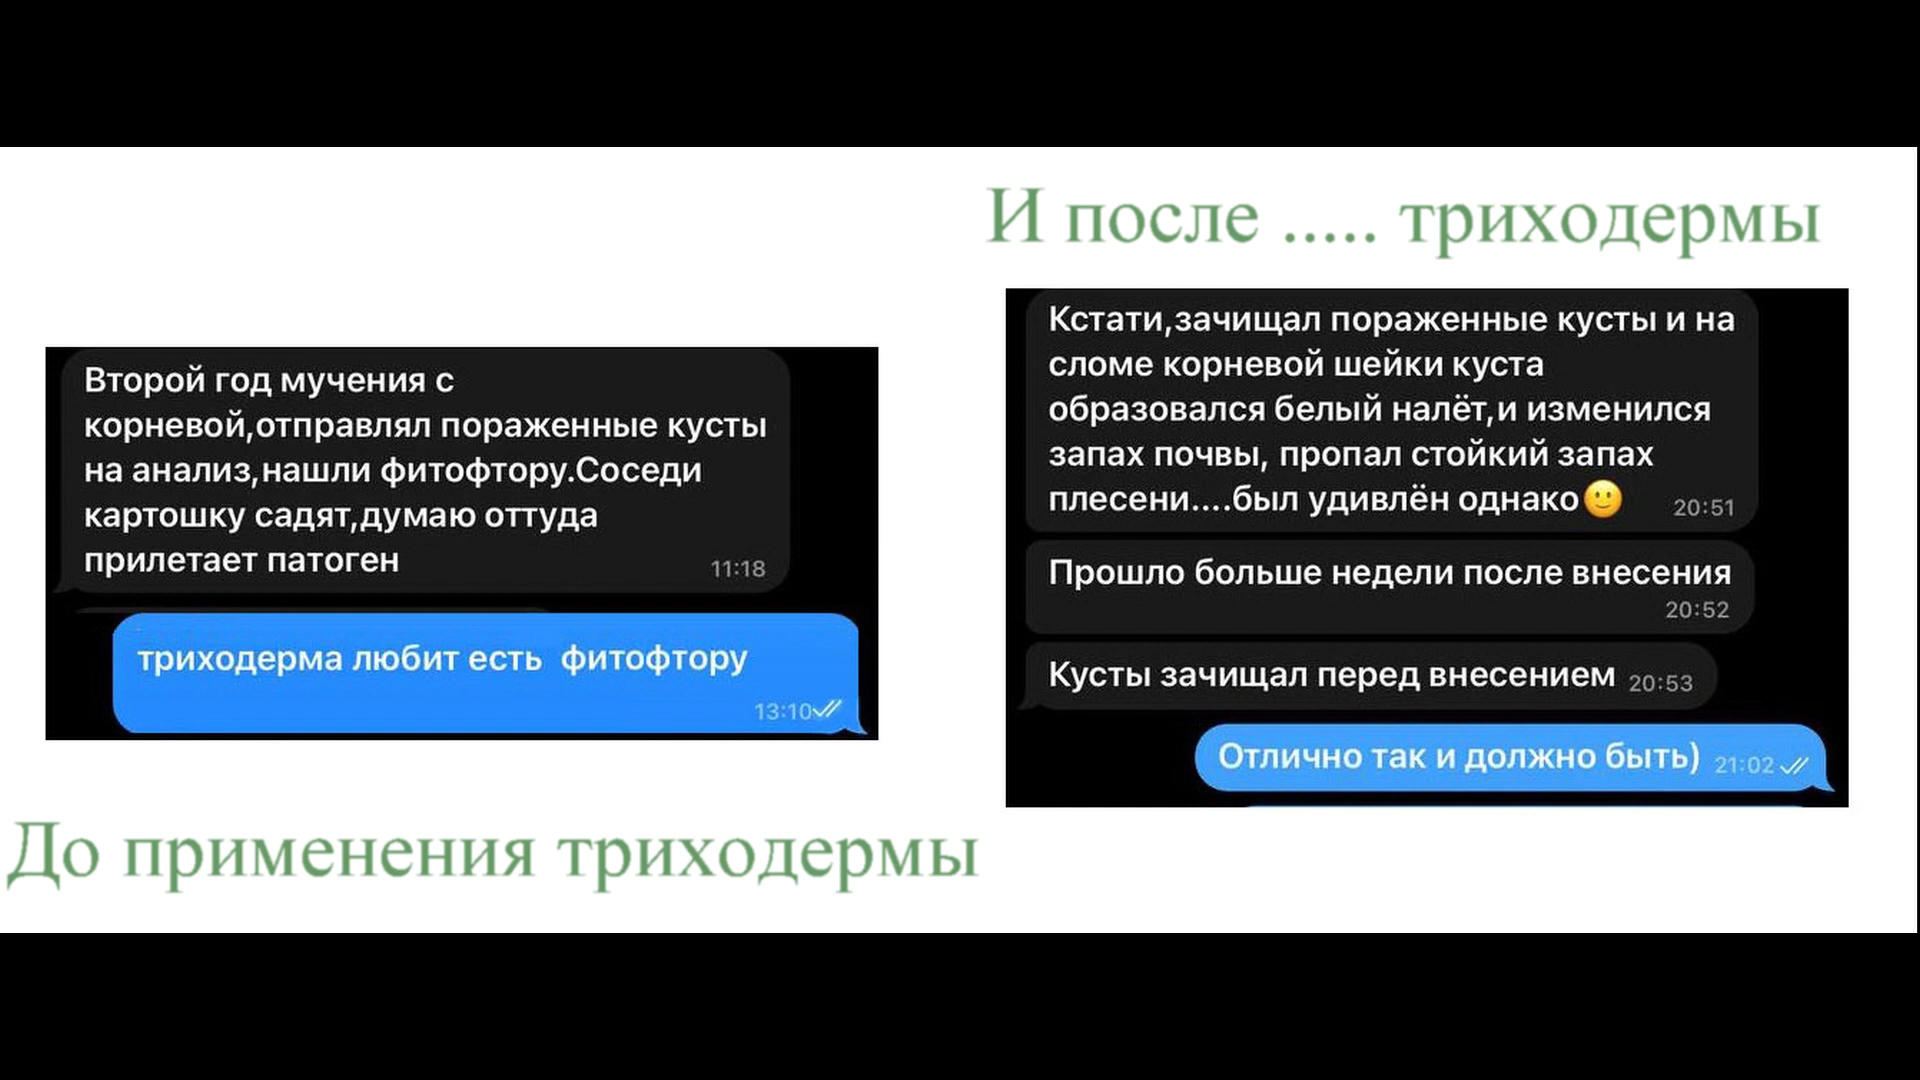 Второй год мучения с
корневой,отправлял пораженные кусты
на анализ,нашли фитофтору.Соседи
картошку садят,думаю оттуда
прилетает патоген
11:18
триходерма любит есть фитофтору
13:10
До применения триходермы
И после ..... триходермы
Кстати,зачищал пораженные кусты и на
сломе корневой шейки куста
образовался белый налёт,и изменился
запах почвы, пропал стойкий запах
плесени....был удивлён однако🙂 20:51
Прошло больше недели после внесения
20:52
Кусты зачищал перед внесением 20:53
Отлично так и должно быть) 21:02